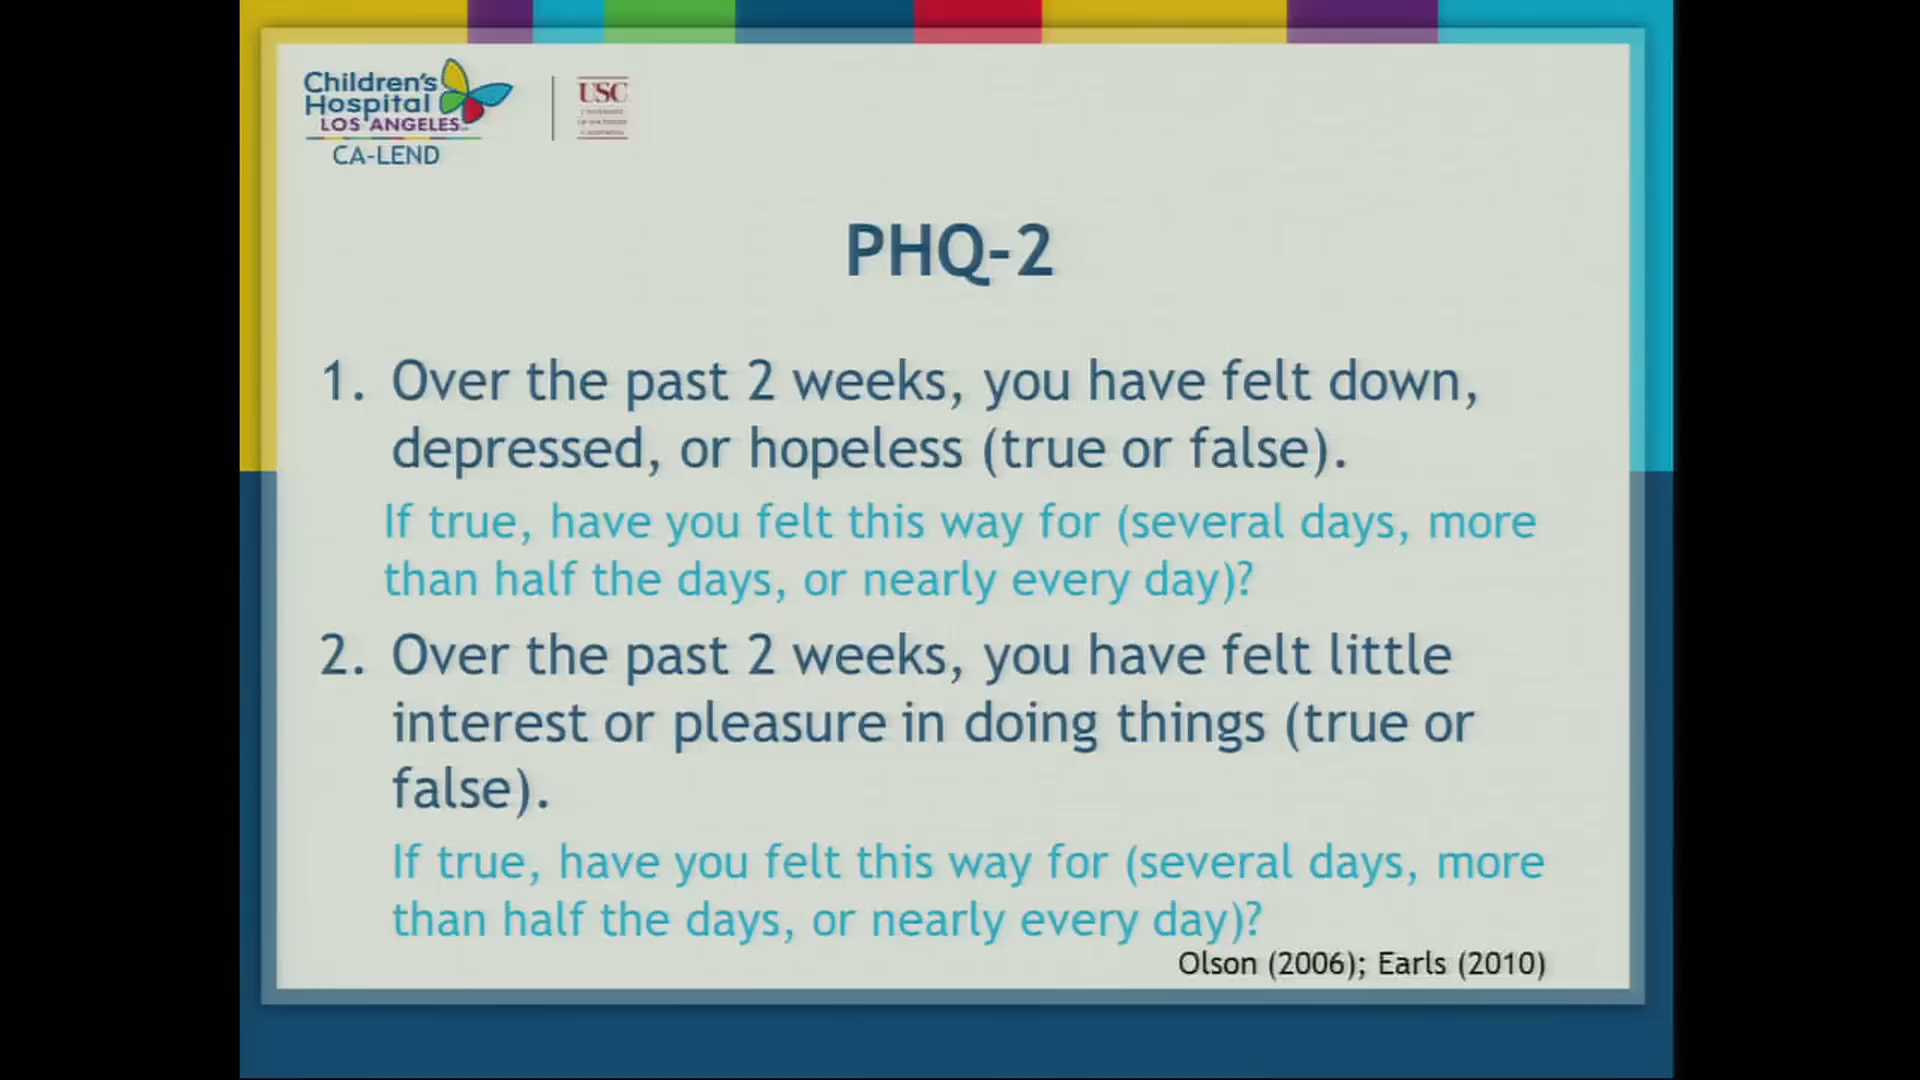 Children's
Hospital
LOS ANGELES
CA-LEND
USC
PHQ-2
1. Over the past 2 weeks, you have felt down,
depressed, or hopeless (true or false).
If true, have you felt this way for (several days, more
than half the days, or nearly every day)?
2. Over the past 2 weeks, you have felt little
interest or pleasure in doing things (true or
false).
If true, have you felt this way for (several days, more
than half the days, or nearly every day)?
Olson (2006); Earls (2010)